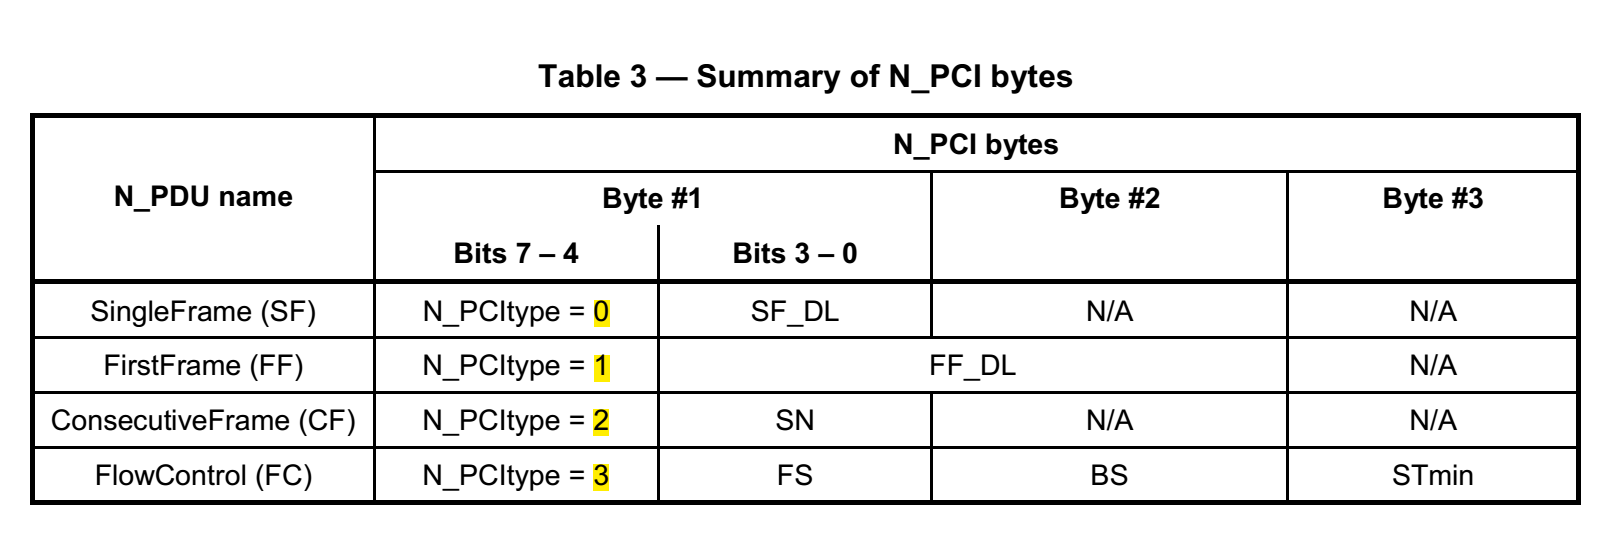 Table 3 — Summary of N_PCI bytes
N_PDU name
N_PCI bytes
Byte #1
Byte #2
Byte #3
Bits 7 – 4
Bits 3 – 0
SingleFrame (SF)
N_PCItype = 0
SF_DL
N/A
N/A
FirstFrame (FF)
N_PCItype = 1
FF_DL
N/A
ConsecutiveFrame (CF)
N_PCItype = 2
SN
N/A
N/A
FlowControl (FC)
N_PCItype = 3
FS
BS
STmin